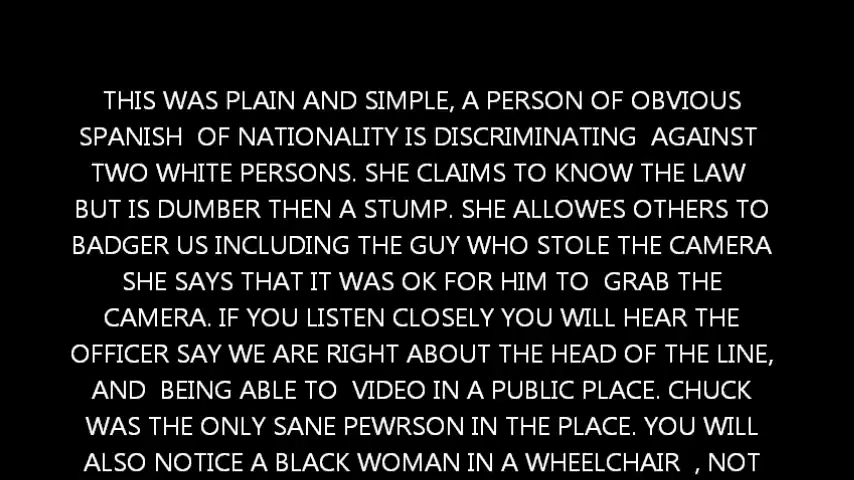 THIS WAS PLAIN AND SIMPLE, A PERSON OF OBVIOUS
SPANISH OF NATIONALITY IS DISCRIMINATING AGAINST
TWO WHITE PERSONS. SHE CLAIMS TO KNOW THE LAW
BUT IS DUMBER THEN A STUMP. SHE ALLOWES OTHERS TO
BADGER US INCLUDING THE GUY WHO STOLE THE CAMERA
SHE SAYS THAT IT WAS OK FOR HIM TO GRAB THE
CAMERA. IF YOU LISTEN CLOSELY YOU WILL HEAR THE
OFFICER SAY WE ARE RIGHT ABOUT THE HEAD OF THE LINE,
AND BEING ABLE TO VIDEO IN A PUBLIC PLACE. CHUCK
WAS THE ONLY SANE PEWRSON IN THE PLACE. YOU WILL
ALSO NOTICE A BLACK WOMAN IN A WHEELCHAIR , NOT